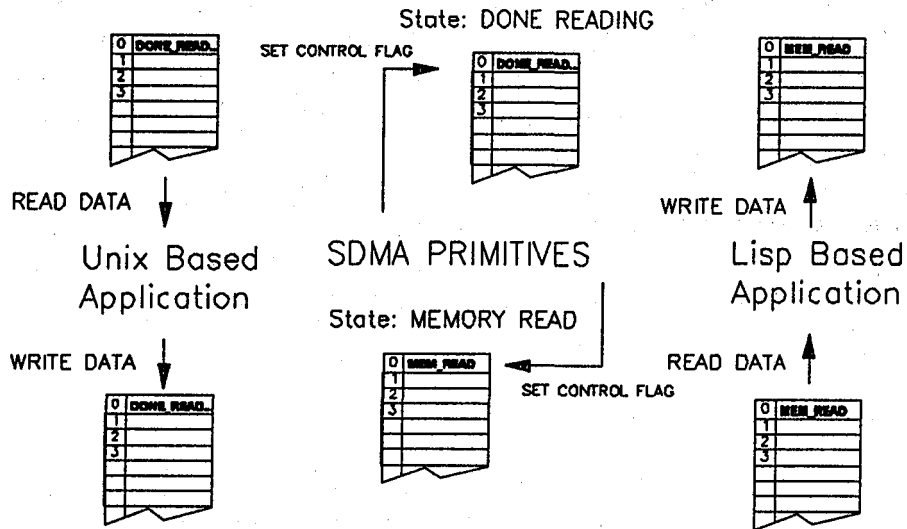 State: DONE READING
0 DONE_READ..
1
2
3
SET CONTROL FLAG
0 DONE_READ..
1
2
3
0 MEM_READ
1
2
3
READ DATA
WRITE DATA
Unix Based
Application
SDMA PRIMITIVES
Lisp Based
Application
State: MEMORY READ
WRITE DATA
READ DATA
0 MEM_READ
1
2
3
SET CONTROL FLAG
0 DONE_READ..
1
2
3
0 MEM_READ
1
2
3